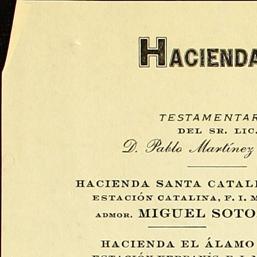 HACIENDA
TESTAMENTAR
DEL SR. LIC.
D. Pablo Martínez
HACIENDA SANTA CATAL
ESTACIÓN CATALINA, F. I. M
ADMOR. MIGUEL SOTO
HACIENDA EL ÁLAMO